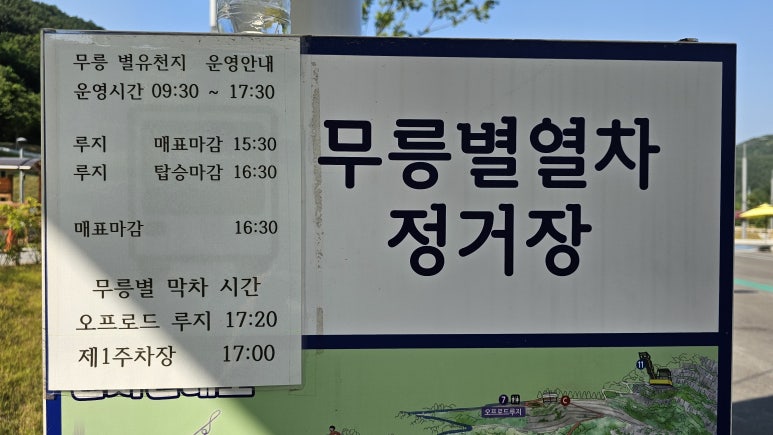 무릉 별유천지 운영안내
운영시간 09:30 ~ 17:30
루지 매표마감 15:30
루지 탑승마감 16:30
매표마감 16:30
무릉별 막차 시간
오프로드 루지 17:20
제1주차장 17:00
무릉별열차
정거장
11
7
C
오프로드루지